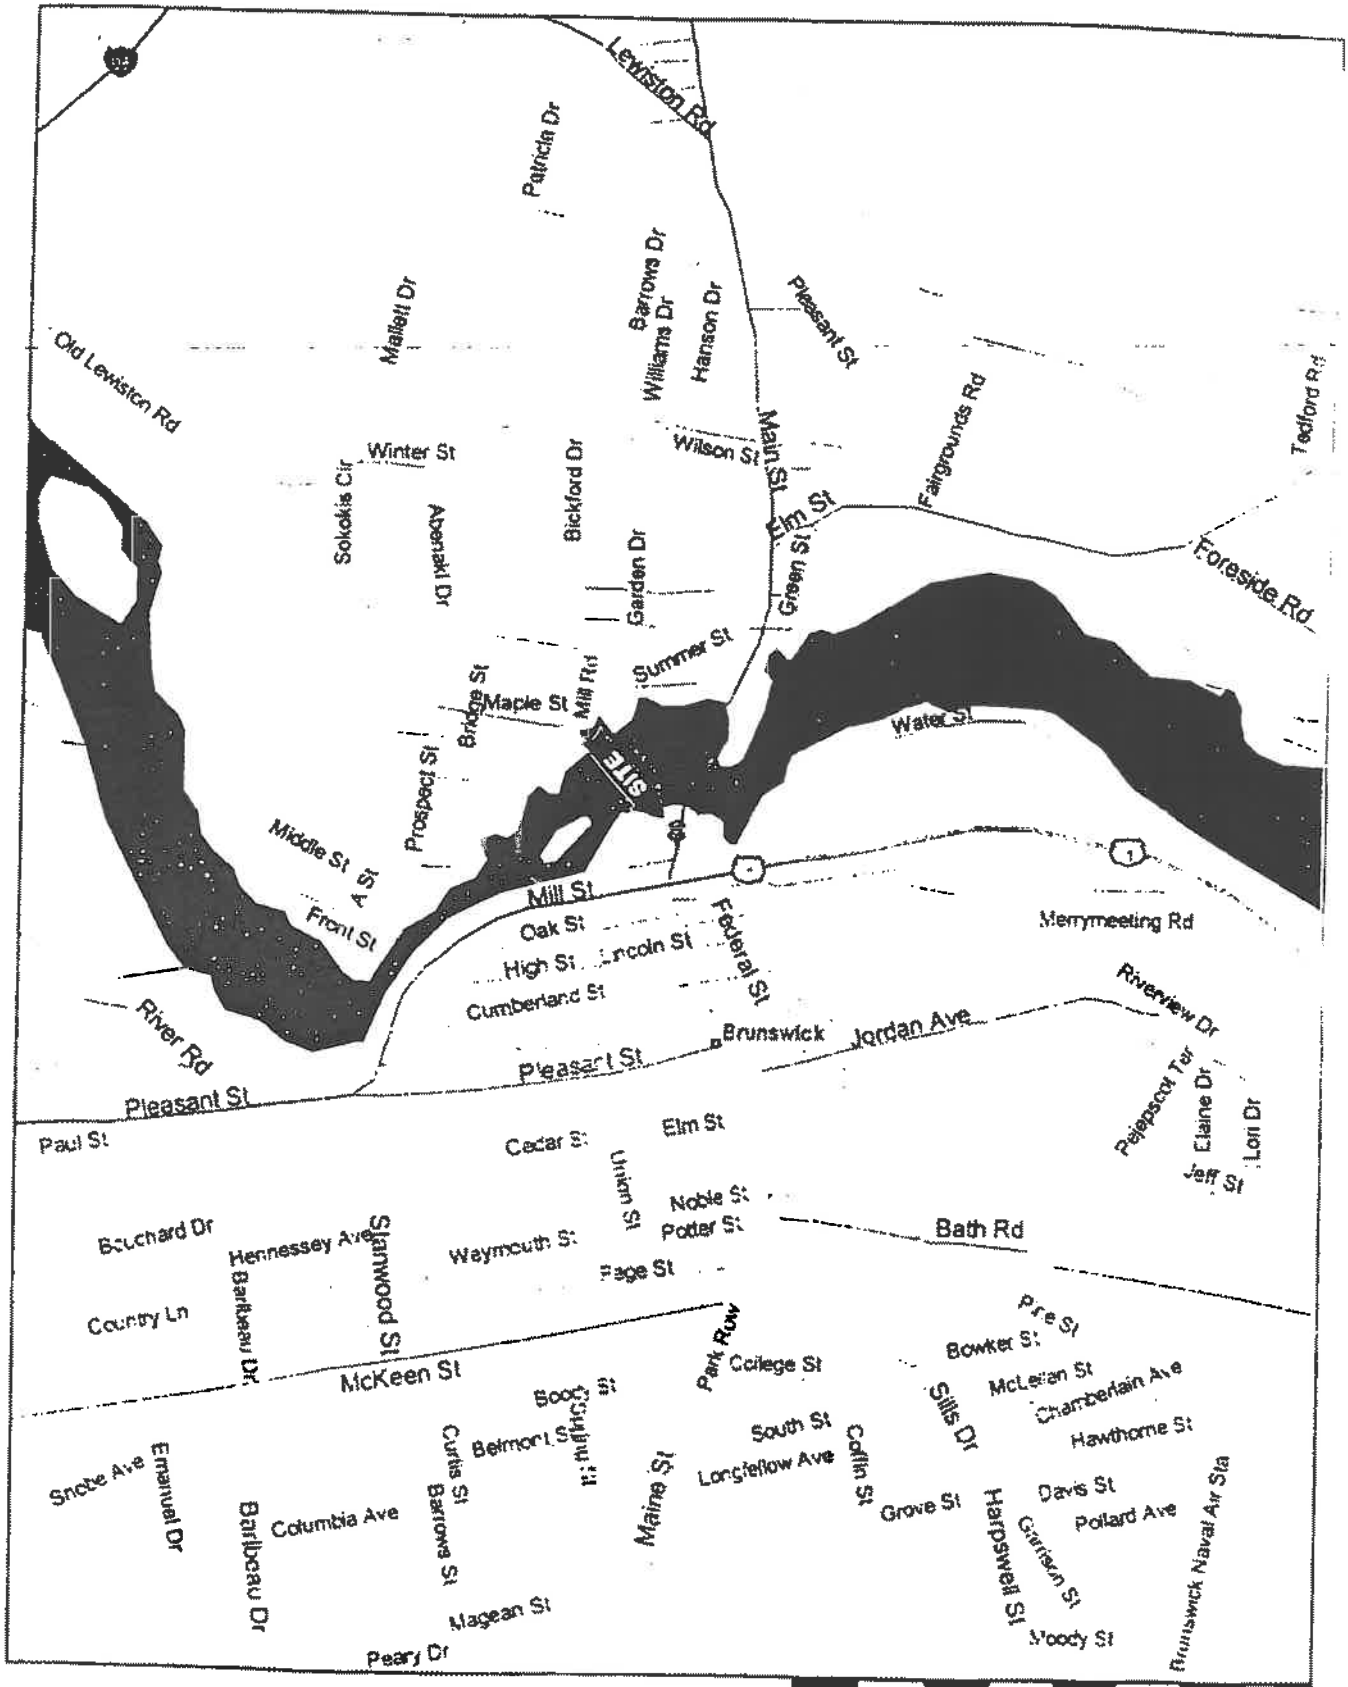 Lewiston Rd
Patricia Dr
Barrows Dr
Williams Dr
Hanson Dr
Pleasant St
Mallett Dr
Old Lewiston Rd
Tedford Rd
Fairgrounds Rd
Main St
Wilson St
Winter St
Sokokis Cir
Bickford Dr
Abenaki Dr
Elm St
Green St
Garden Dr
Foreside Rd
Summer St
Mill Rd
Bridge St
Maple St
Water St
Prospect St
SITE
Middle St
A St
Front St
1
Mill St
Oak St
Lincoln St
High St
Federal St
Merrymeeting Rd
Cumberland St
River Rd
Riverview Dr
Brunswick
Jordan Ave
Pleasant St
Pleasant St
Pejepscot Ter
Elaine Dr
Lori Dr
Jeff St
Paul St
Cedar St
Elm St
Union St
Noble St
Potter St
Bath Rd
Bouchard Dr
Hennessey Ave
Stanwood St
Weymouth St
Page St
Country Ln
Baribeau Dr
Park Row
Pine St
Bowker St
McKeen St
College St
McLellan St
Chamberlain Ave
Sills Dr
Boody St
Belmont St
South St
Coffin St
Hawthorne St
Longfellow Ave
Curtis St
Maine St
Emanuel Dr
Columbia Ave
Barrows St
Baribeau Dr
Grove St
Harpswell St
Davis St
Pollard Ave
Garrison St
Brunswick Naval Air Sta
Magean St
Moody St
Peary Dr